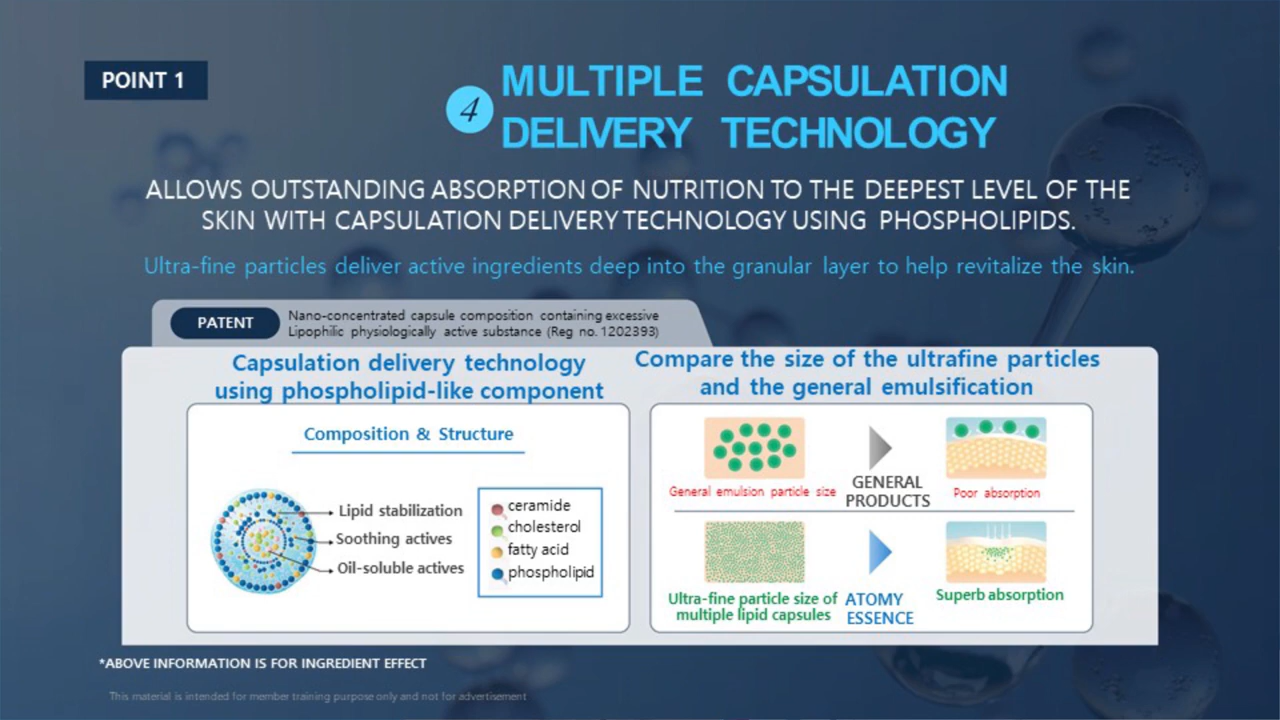 POINT 1
4
MULTIPLE CAPSULATION
DELIVERY TECHNOLOGY
ALLOWS OUTSTANDING ABSORPTION OF NUTRITION TO THE DEEPEST LEVEL OF THE
SKIN WITH CAPSULATION DELIVERY TECHNOLOGY USING PHOSPHOLIPIDS.
Ultra-fine particles deliver active ingredients deep into the granular layer to help revitalize the skin.
PATENT
Nano-concentrated capsule composition containing excessive
Lipophilic physiologically active substance (Reg no. 1202393)
Capsulation delivery technology
using phospholipid-like component
Composition & Structure
Lipid stabilization
Soothing actives
Oil-soluble actives
ceramide
cholesterol
fatty acid
phospholipid
Compare the size of the ultrafine particles
and the general emulsification
General emulsion particle size
GENERAL
PRODUCTS
Poor absorption
Ultra-fine particle size of
multiple lipid capsules
ATOMY
ESSENCE
Superb absorption
*ABOVE INFORMATION IS FOR INGREDIENT EFFECT
This material is intended for member training purpose only and not for advertisement